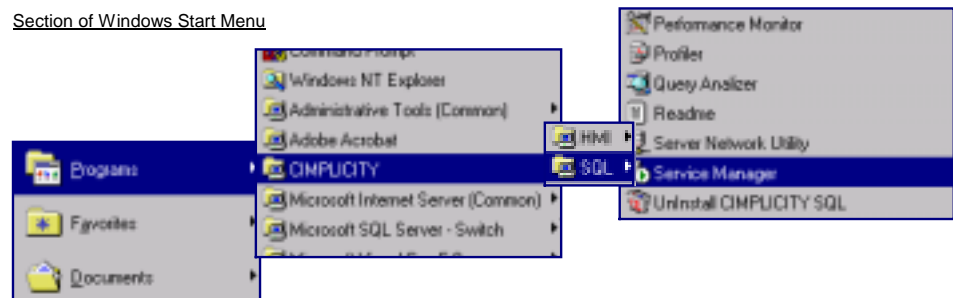 Section of Windows Start Menu
Programs
Favorites
Documents
Command Prompt
Windows NT Explorer
Administrative Tools (Common)
Adobe Acrobat
CIMPLICITY
Microsoft Internet Server (Common)
Microsoft SQL Server - Switch
HMI
SQL
Performance Monitor
Profiler
Query Analizer
Readme
Server Network Utility
Service Manager
UnInstall CIMPLICITY SQL